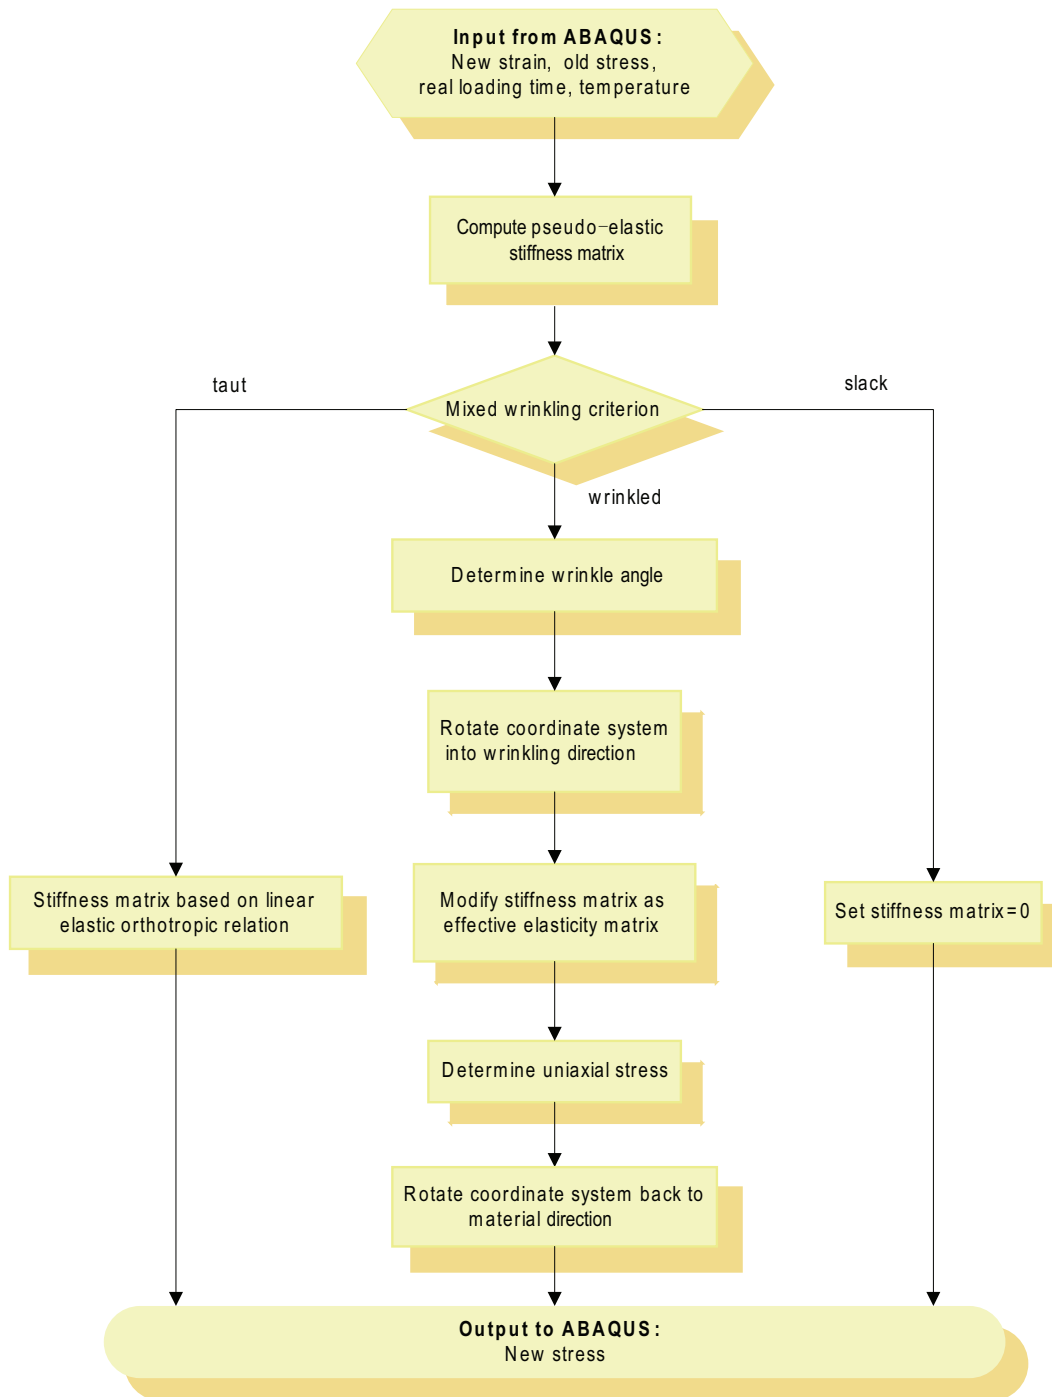 Input from ABAQUS:
New strain, old stress,
real loading time, temperature
Compute pseudo-elastic
stiffness matrix
taut
slack
Mixed wrinkling criterion
wrinkled
Determine wrinkle angle
Rotate coordinate system
into wrinkling direction
Stiffness matrix based on linear
elastic orthotropic relation
Modify stiffness matrix as
effective elasticity matrix
Set stiffness matrix=0
Determine uniaxial stress
Rotate coordinate system back to
material direction
Output to ABAQUS:
New stress